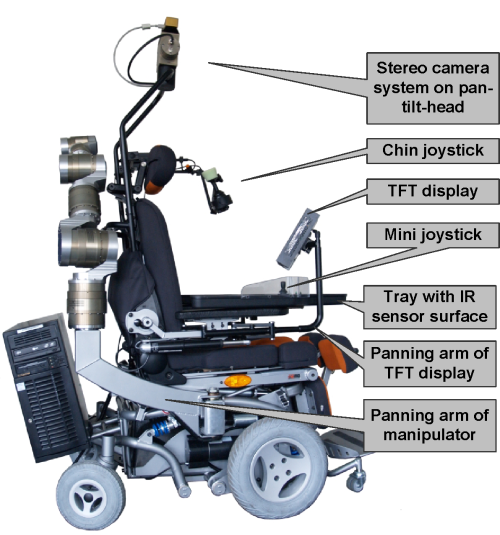 Stereo camera
system on pan-
tilt-head
Chin joystick
TFT display
Mini joystick
Tray with IR
sensor surface
Panning arm of
TFT display
Panning arm of
manipulator